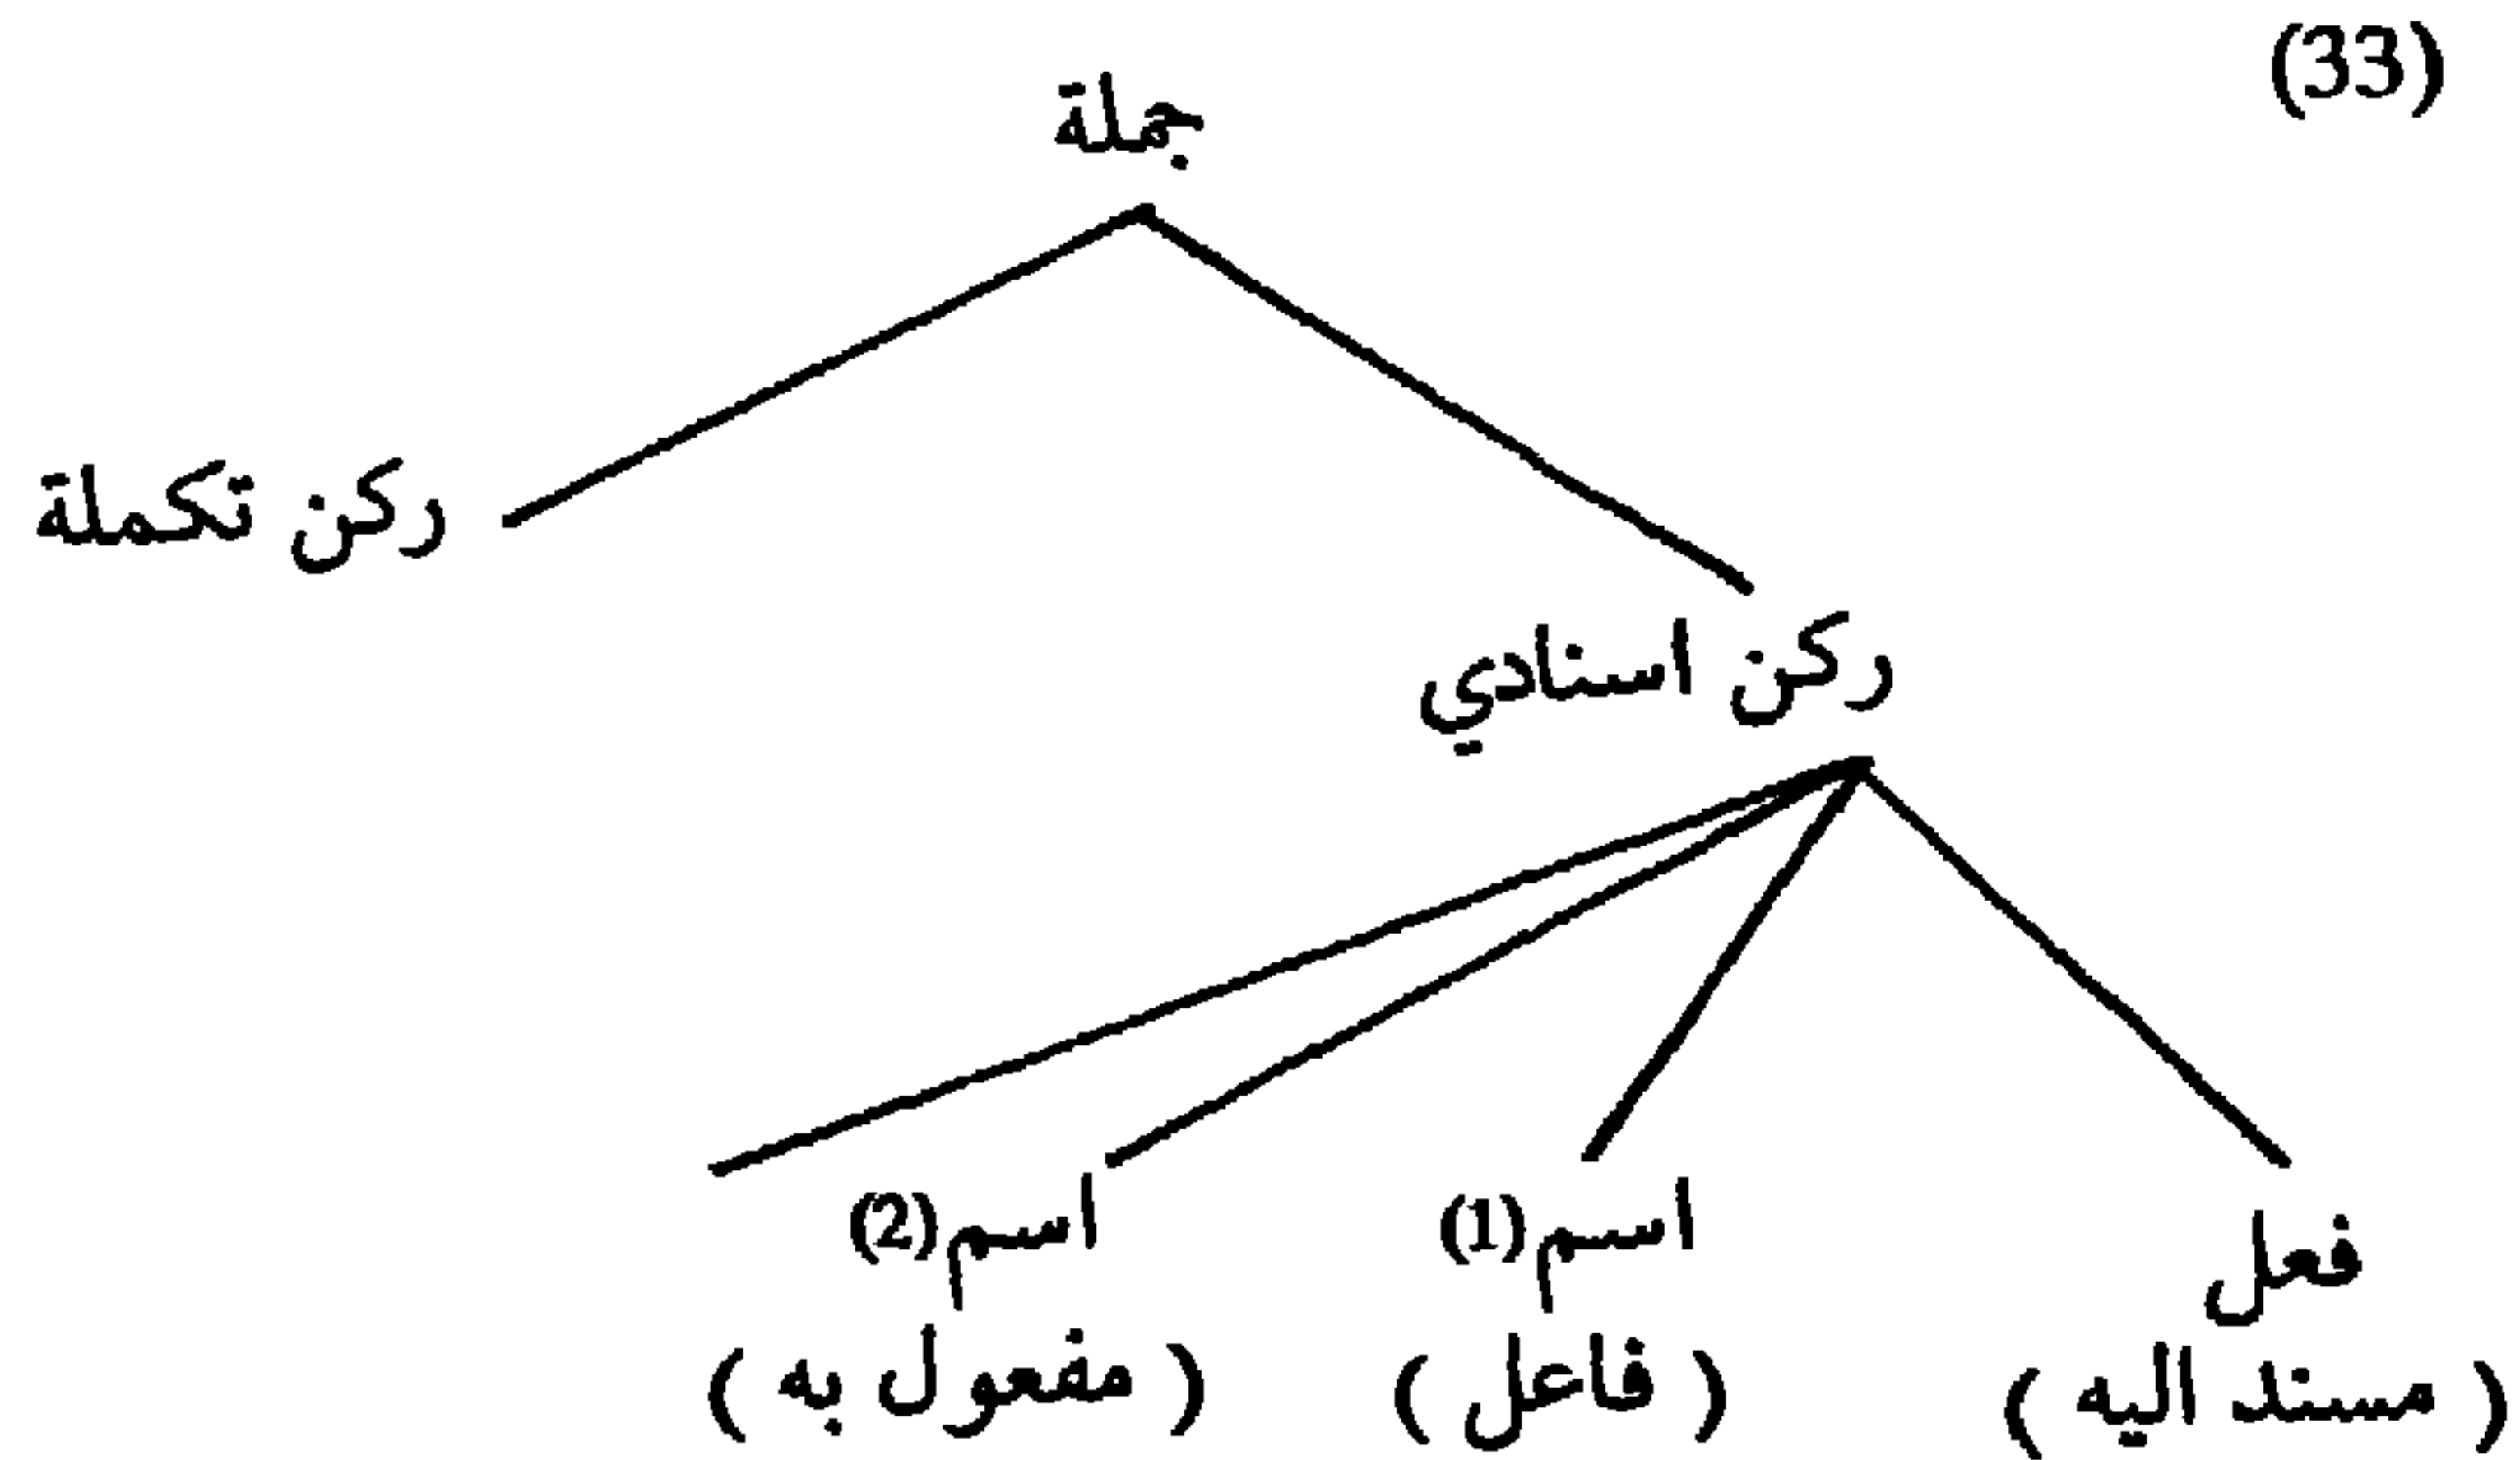 (33)
جملة
ركن تكملة
ركن اسنادي
فعل اسم(1) اسم(2)
( مسند اليه ) ( فاعل ) ( مفعول به )